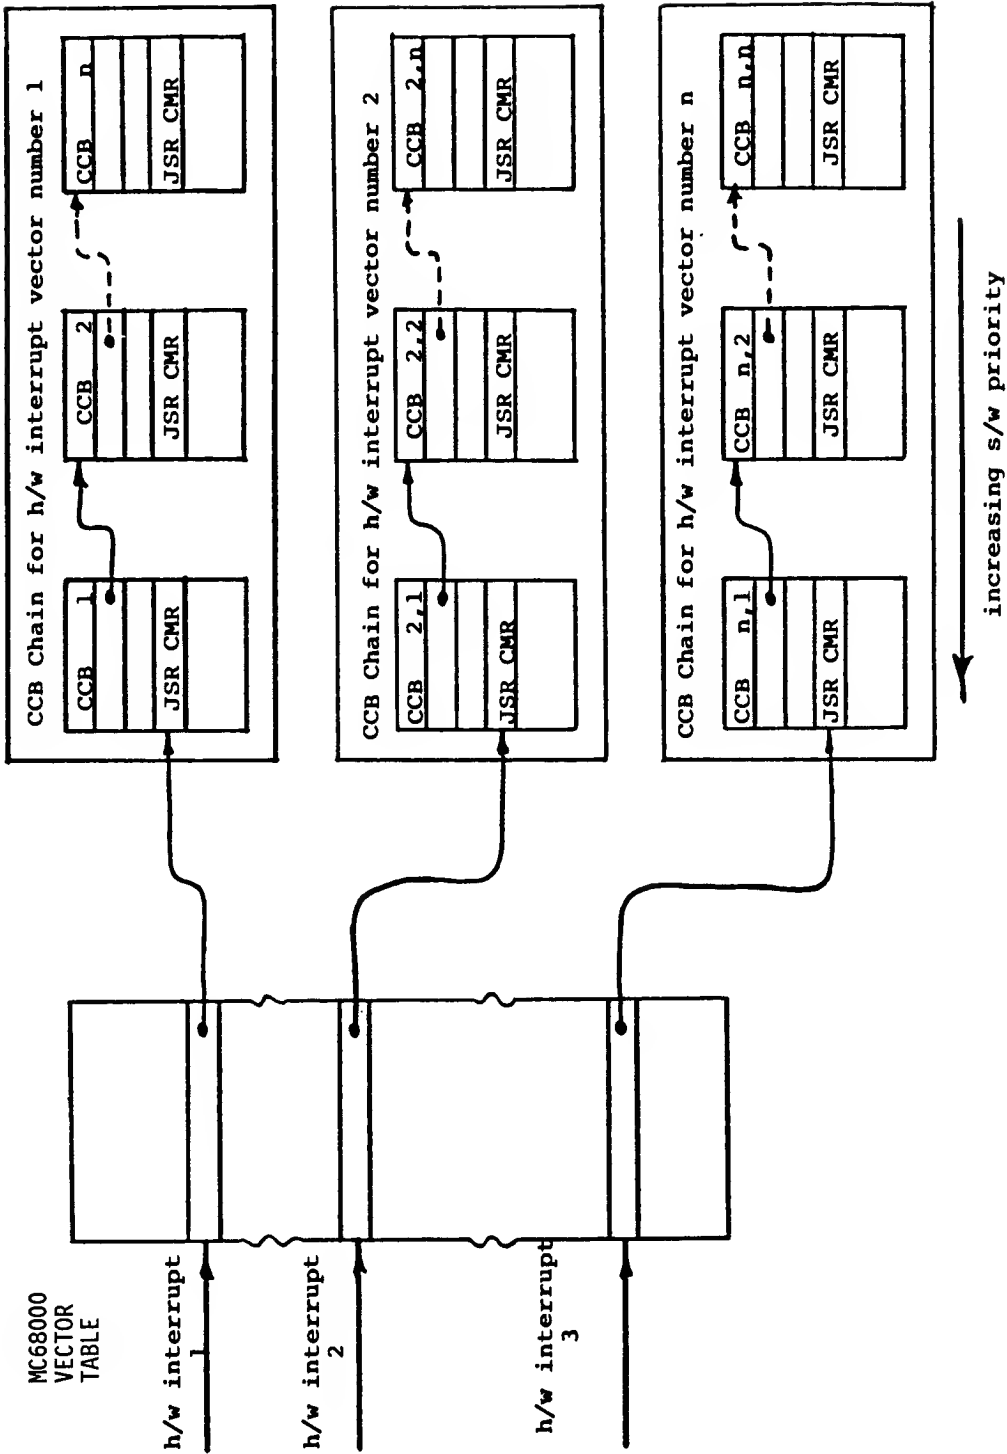 MC68000
VECTOR
TABLE
h/w interrupt
1
h/w interrupt
2
h/w interrupt
3
CCB Chain for h/w interrupt vector number 1
CCB 1
JSR CMR
CCB 2
JSR CMR
CCB n
JSR CMR
CCB Chain for h/w interrupt vector number 2
CCB 2,1
JSR CMR
CCB 2,2
JSR CMR
CCB 2,n
JSR CMR
CCB Chain for h/w interrupt vector number n
CCB n,1
JSR CMR
CCB n,2
JSR CMR
CCB n,n
JSR CMR
increasing s/w priority